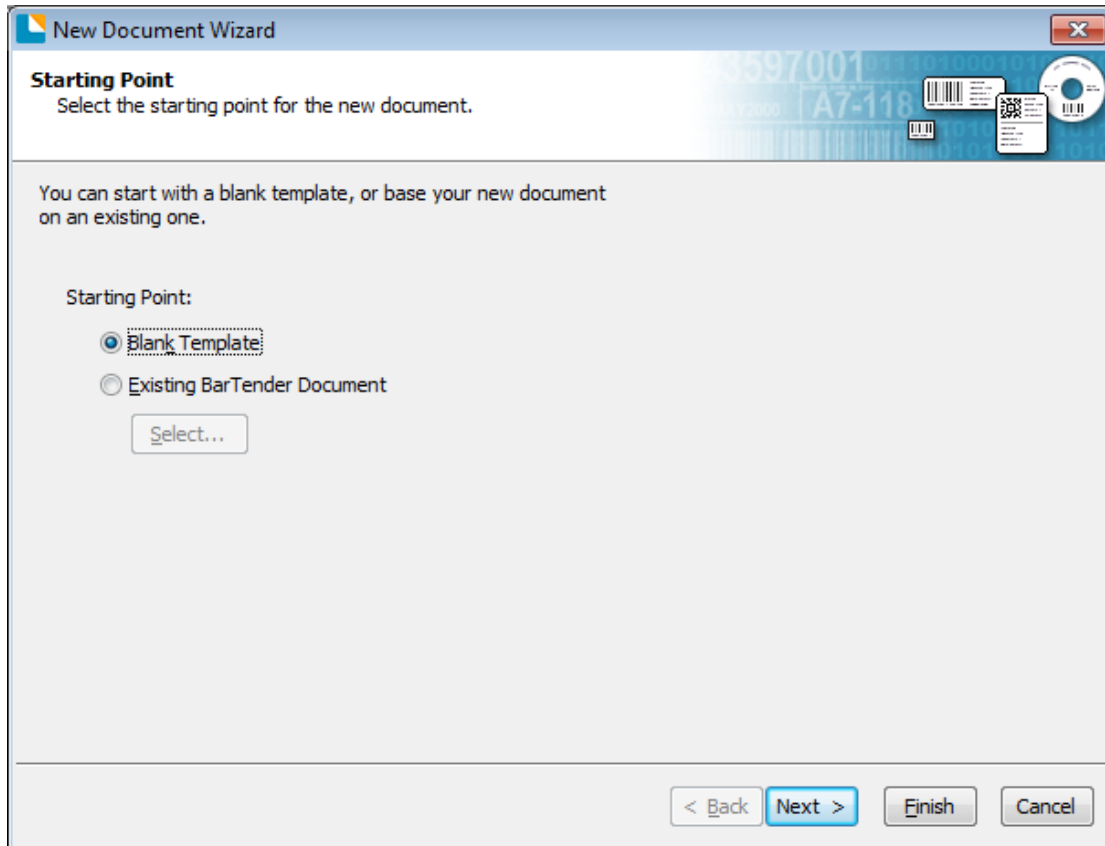 New Document Wizard
Starting Point
Select the starting point for the new document.
43597001
A7-118
You can start with a blank template, or base your new document
on an existing one.
Starting Point:
Blank Template
Existing BarTender Document
Select...
< Back
Next >
Finish
Cancel